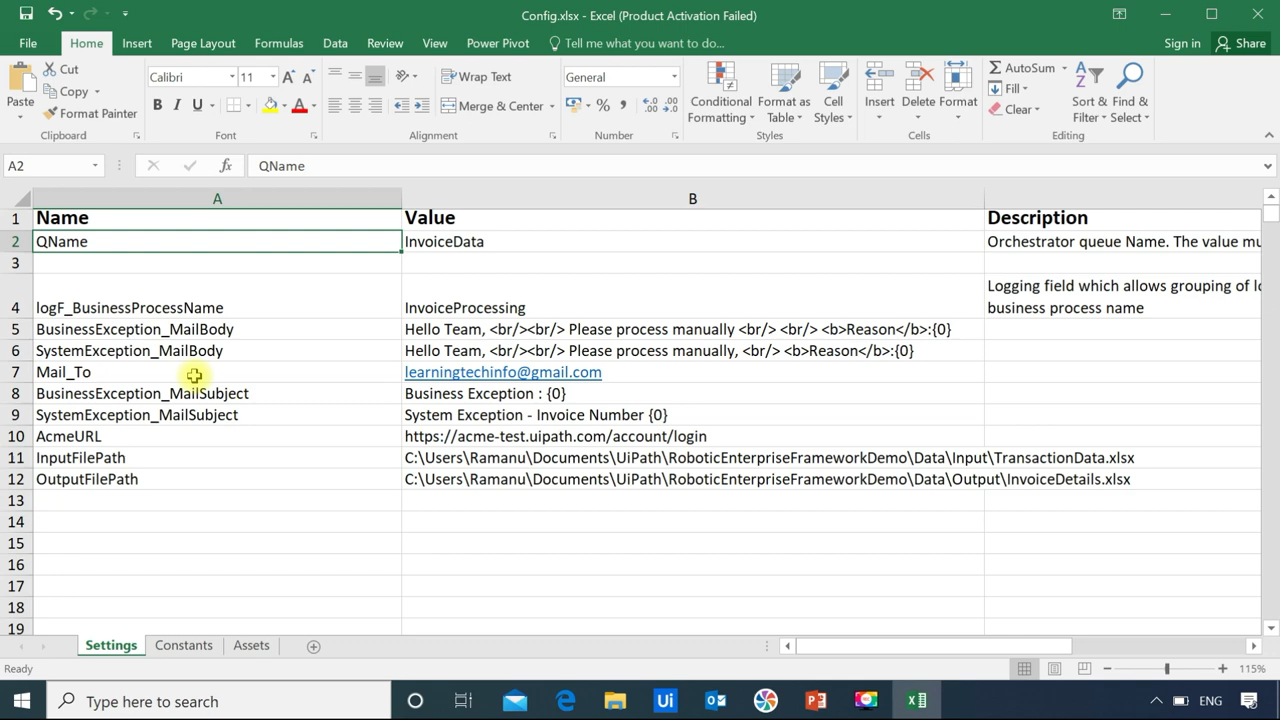 Config.xlsx - Excel (Product Activation Failed)
File Home Insert Page Layout Formulas Data Review View Power Pivot Tell me what you want to do... Sign in Share
Paste Cut Copy Format Painter Clipboard
Calibri 11 A A B I U A Font
Wrap Text Merge & Center Alignment
General % , .0 .00 Number
Conditional Formatting Format as Table Cell Styles Styles
Insert Delete Format Cells
AutoSum Fill Clear Sort & Filter Find & Select Editing
A2 fx QName
A B
1 Name Value Description
2 QName InvoiceData Orchestrator queue Name. The value mu
3
Logging field which allows grouping of lo
4 logF_BusinessProcessName InvoiceProcessing business process name
5 BusinessException_MailBody Hello Team, <br/><br/> Please process manually <br/> <br/> <b>Reason</b>:{0}
6 SystemException_MailBody Hello Team, <br/><br/> Please process manually, <br/> <b>Reason</b>:{0}
7 Mail_To learningtechinfo@gmail.com
8 BusinessException_MailSubject Business Exception : {0}
9 SystemException_MailSubject System Exception - Invoice Number {0}
10 AcmeURL https://acme-test.uipath.com/account/login
11 InputFilePath C:\Users\Ramanu\Documents\UiPath\RoboticEnterpriseFrameworkDemo\Data\Input\TransactionData.xlsx
12 OutputFilePath C:\Users\Ramanu\Documents\UiPath\RoboticEnterpriseFrameworkDemo\Data\Output\InvoiceDetails.xlsx
13
14
15
16
17
18
19
Settings Constants Assets
Ready 115%
Type here to search Ui ENG